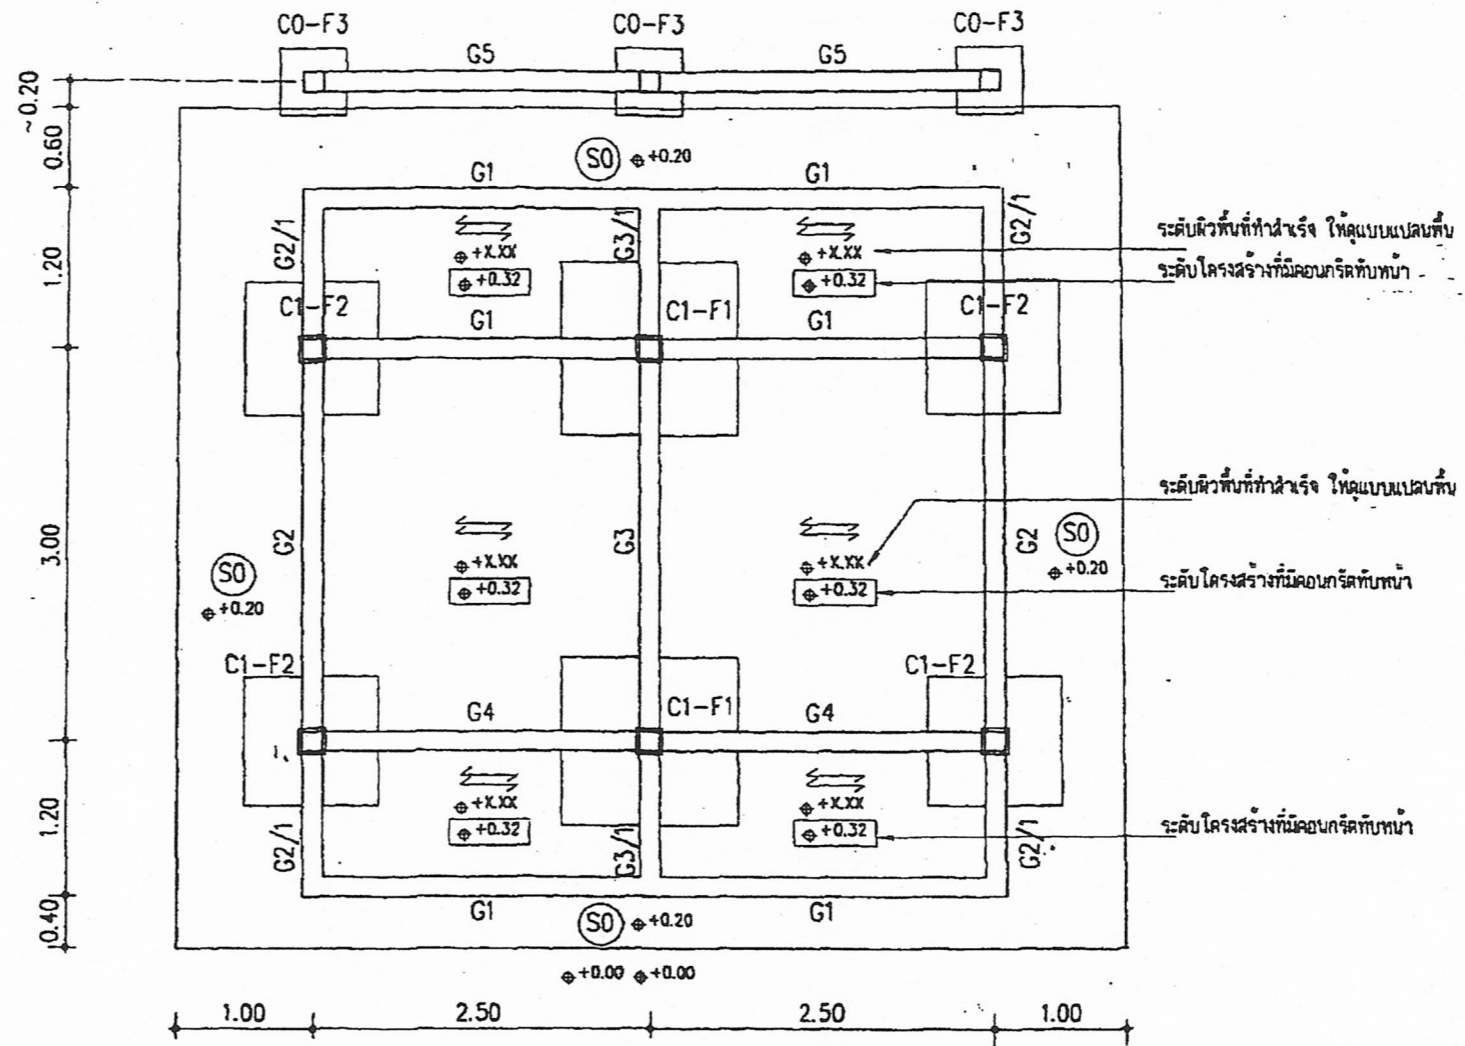 C0-F3 C0-F3 C0-F3
G5 G5
~0.20
0.60
S0 +0.20
G1 G1
G2/1 G3/1 G2/1
1.20
+X.XX +X.XX
ระดับผิวพื้นที่ทำสำเร็จ ให้ดูแบบแปลนพื้น
+0.32 +0.32
ระดับโครงสร้างที่มีคอนกรีตทับหน้า
C1-F2 C1-F1 C1-F2
G1 G1
3.00
ระดับผิวพื้นที่ทำสำเร็จ ให้ดูแบบแปลนพื้น
G2 G3 G2
S0 S0
+X.XX +X.XX
+0.20
+0.32 +0.32
ระดับโครงสร้างที่มีคอนกรีตทับหน้า
+0.20
C1-F2 C1-F1 C1-F2
G4 G4
1.20
+X.XX +X.XX
+0.32 +0.32
ระดับโครงสร้างที่มีคอนกรีตทับหน้า
G2/1 G3/1 G2/1
0.40
G1 G1
S0 +0.20
+0.00 +0.00
1.00 2.50 2.50 1.00